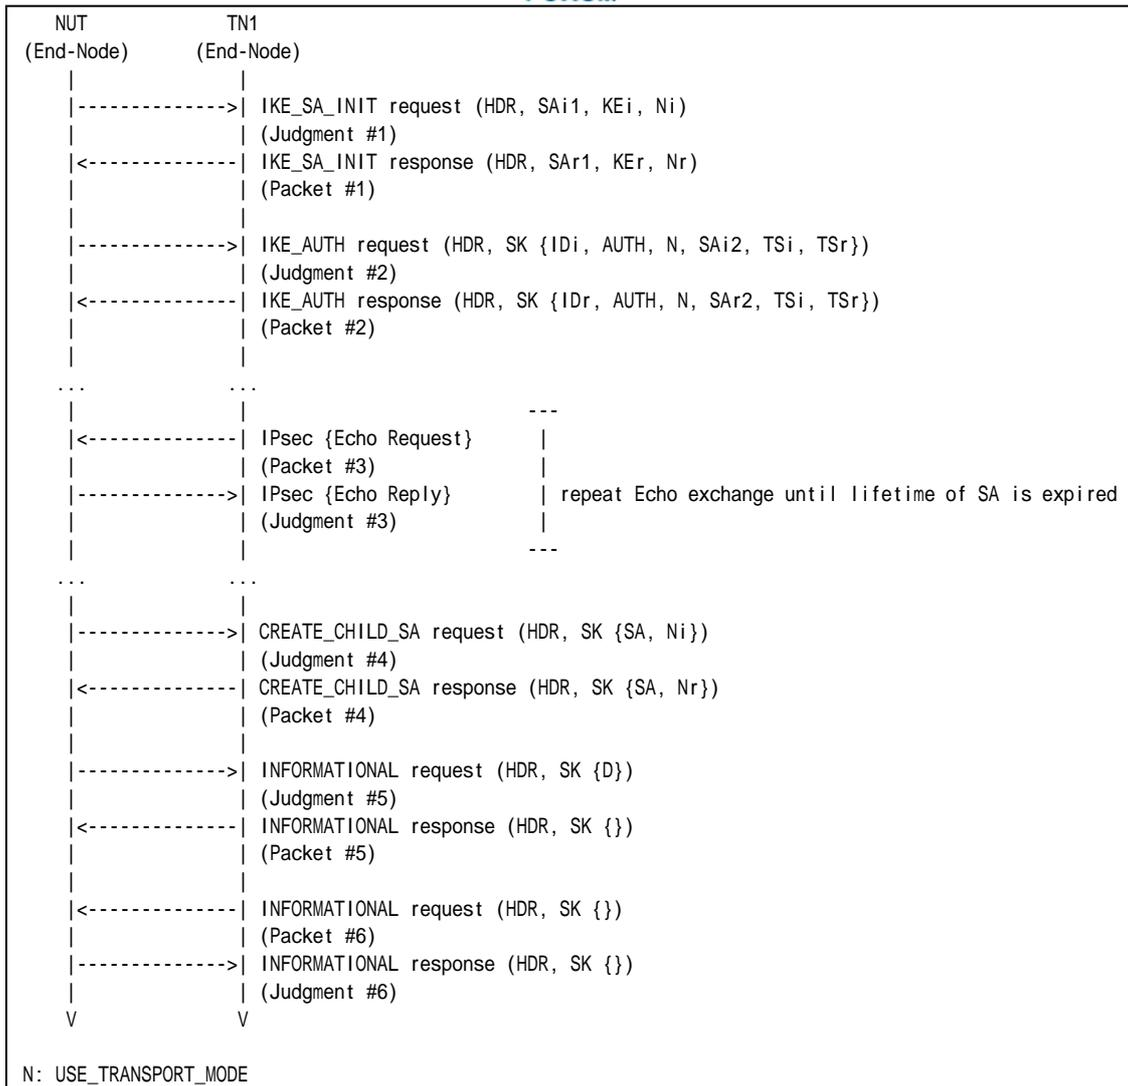 NUT TN1
(End-Node) (End-Node)
| |
|-------------->| IKE_SA_INIT request (HDR, SAi1, KEi, Ni)
| | (Judgment #1)
|<--------------| IKE_SA_INIT response (HDR, SAr1, KEr, Nr)
| | (Packet #1)
| |
|-------------->| IKE_AUTH request (HDR, SK {IDi, AUTH, N, SAi2, TSi, TSr})
| | (Judgment #2)
|<--------------| IKE_AUTH response (HDR, SK {IDr, AUTH, N, SAr2, TSi, TSr})
| | (Packet #2)
| |
... ...
| | ---
|<--------------| IPsec {Echo Request} |
| | (Packet #3) |
|-------------->| IPsec {Echo Reply} | repeat Echo exchange until lifetime of SA is expired
| | (Judgment #3) |
| | ---
... ...
| |
|-------------->| CREATE_CHILD_SA request (HDR, SK {SA, Ni})
| | (Judgment #4)
|<--------------| CREATE_CHILD_SA response (HDR, SK {SA, Nr})
| | (Packet #4)
| |
|-------------->| INFORMATIONAL request (HDR, SK {D})
| | (Judgment #5)
|<--------------| INFORMATIONAL response (HDR, SK {})
| | (Packet #5)
| |
|<--------------| INFORMATIONAL request (HDR, SK {})
| | (Packet #6)
|-------------->| INFORMATIONAL response (HDR, SK {})
| | (Judgment #6)
V V
N: USE_TRANSPORT_MODE